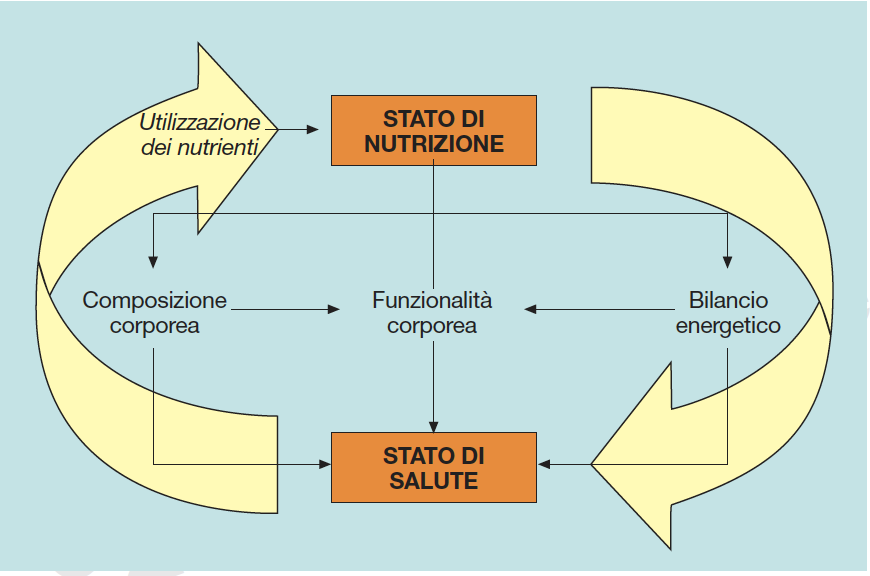 Utilizzazione
dei nutrienti
STATO DI
NUTRIZIONE
Composizione
corporea
Funzionalità
corporea
Bilancio
energetico
STATO DI
SALUTE